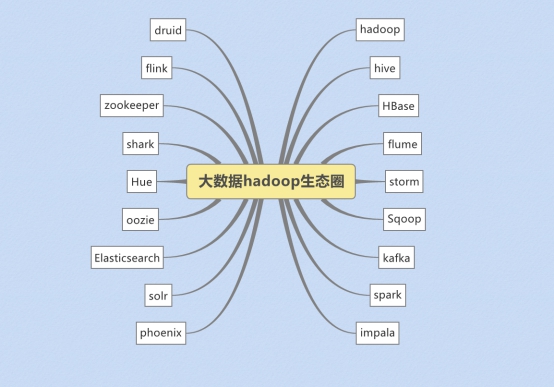 druid
flink
zookeeper
shark
Hue
oozie
Elasticsearch
solr
phoenix
大数据hadoop生态圈
hadoop
hive
HBase
flume
storm
Sqoop
kafka
spark
impala